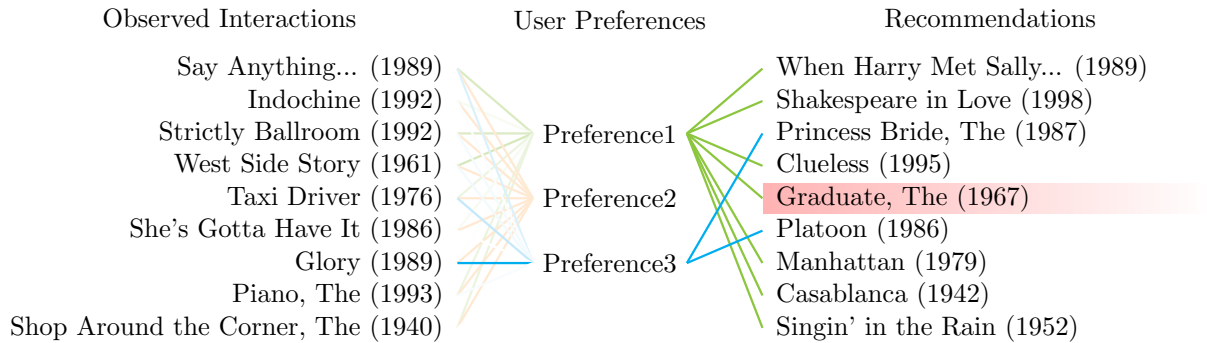 Observed Interactions
User Preferences
Recommendations
Say Anything... (1989)
Indochine (1992)
Strictly Ballroom (1992)
West Side Story (1961)
Taxi Driver (1976)
She's Gotta Have It (1986)
Glory (1989)
Piano, The (1993)
Shop Around the Corner, The (1940)
Preference1
Preference2
Preference3
When Harry Met Sally... (1989)
Shakespeare in Love (1998)
Princess Bride, The (1987)
Clueless (1995)
Graduate, The (1967)
Platoon (1986)
Manhattan (1979)
Casablanca (1942)
Singin' in the Rain (1952)